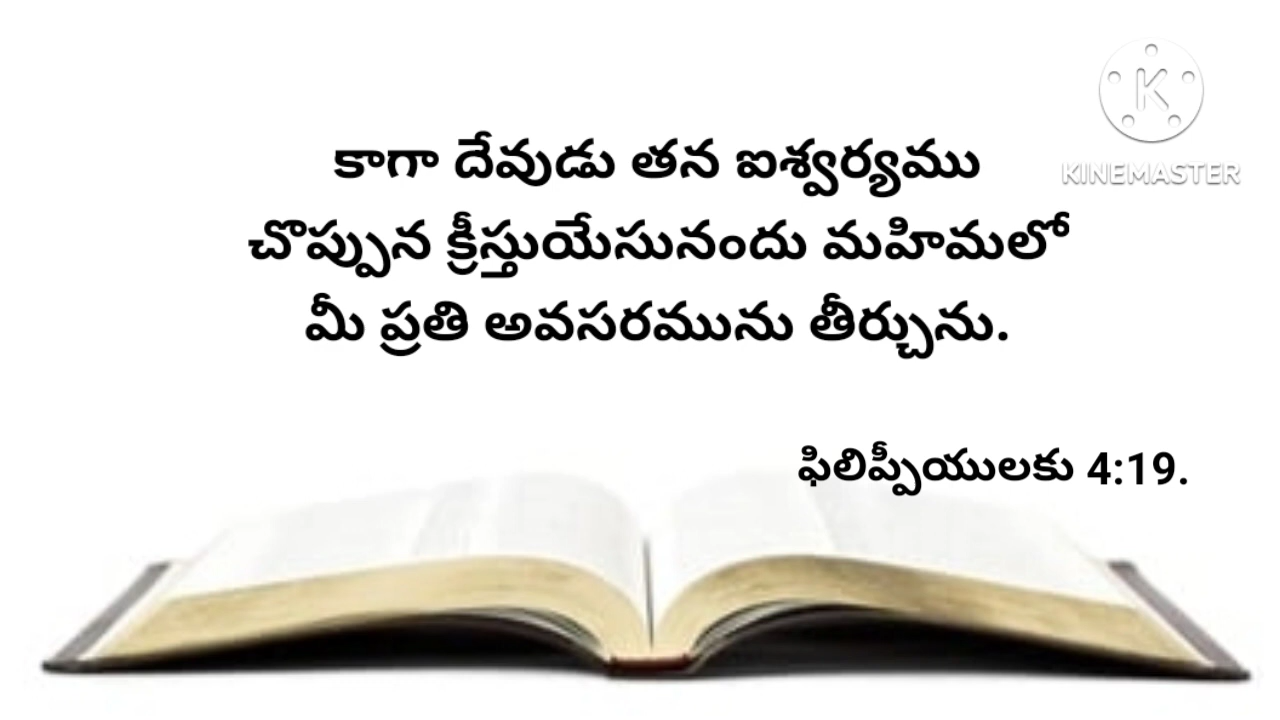 కాగా దేవుడు తన ఐశ్వర్యము
చొప్పున క్రీస్తుయేసునందు మహిమలో
మీ ప్రతి అవసరమును తీర్చును.
ఫిలిప్పీయులకు 4:19.
K
KINEMASTER